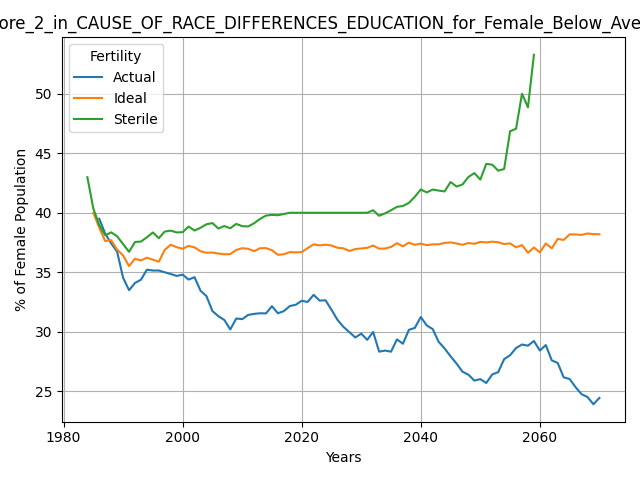 ore_2_in_CAUSE_OF_RACE_DIFFERENCES_EDUCATION_for_Female_Below_Ave
Fertility
Actual
Ideal
Sterile
% of Female Population
50
45
40
35
30
25
1980
2000
2020
2040
2060
Years